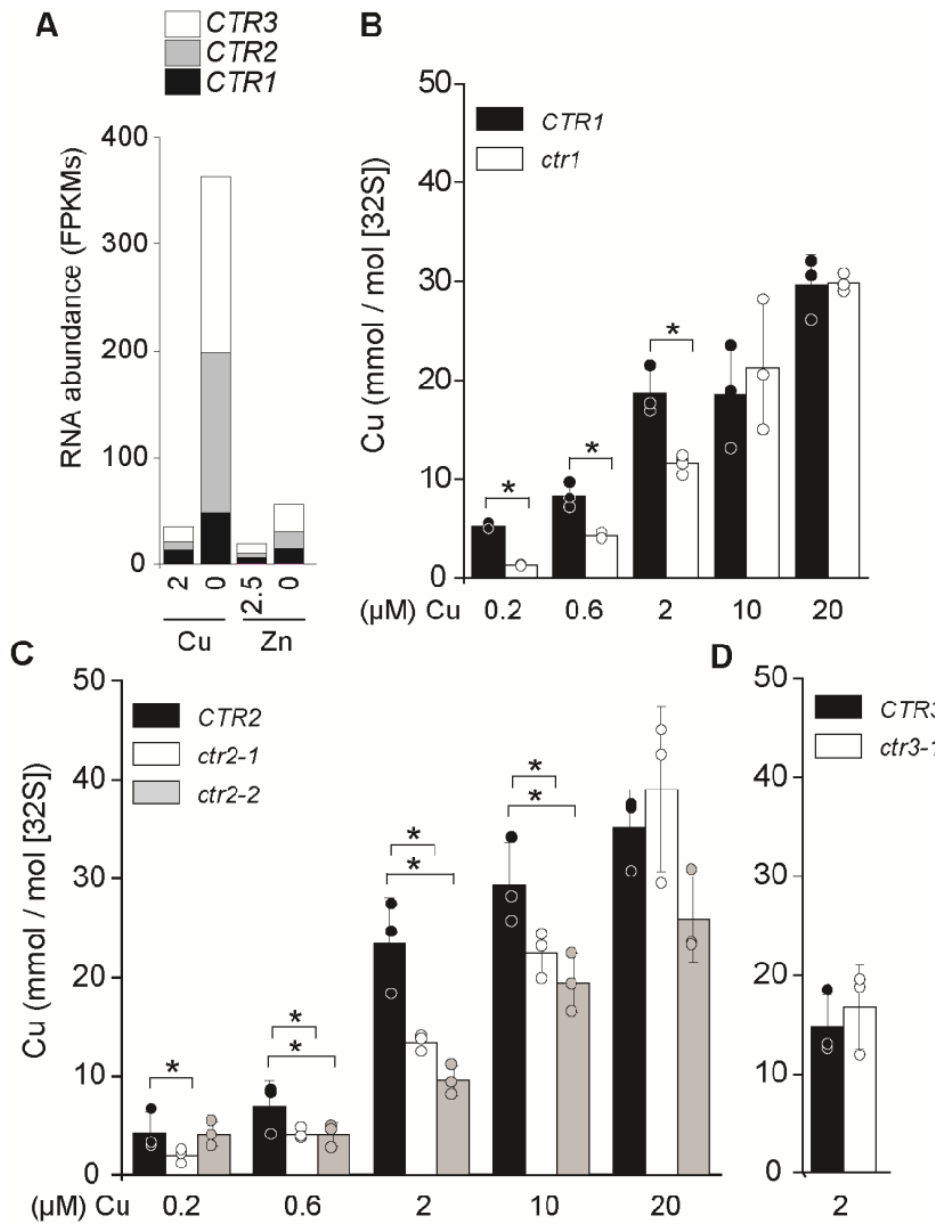 A
CTR3
CTR2
CTR1
RNA abundance (FPKMs)
400
300
200
100
0
2
0
2.5
0
Cu
Zn
B
CTR1
ctr1
Cu (mmol / mol [32S])
50
40
30
20
10
0
*
*
*
(µM) Cu 0.2 0.6 2 10 20
C
CTR2
ctr2-1
ctr2-2
Cu (mmol / mol [32S])
50
40
30
20
10
0
*
*
*
*
*
*
*
(µM) Cu 0.2 0.6 2 10 20
D
CTR3
ctr3-1
50
40
30
20
10
0
2